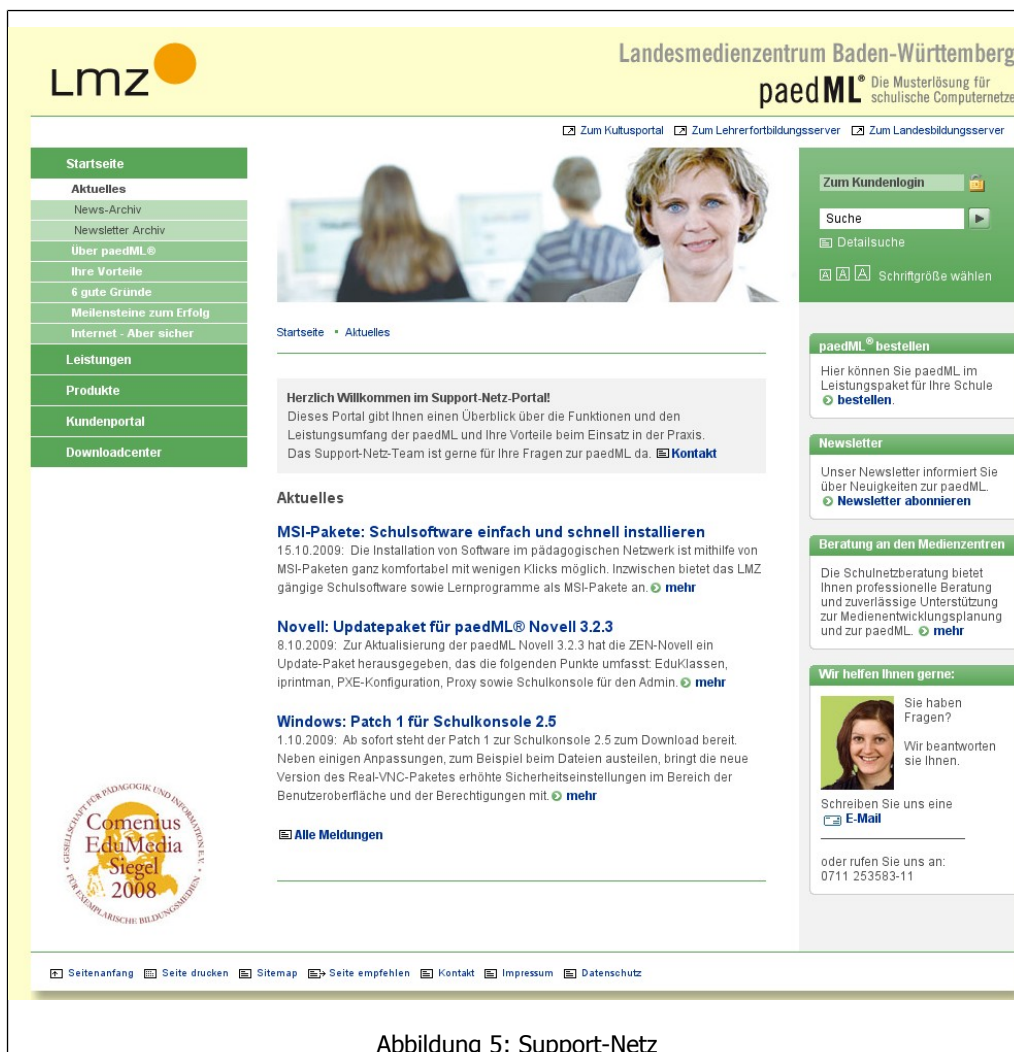 Lmz
Landesmedienzentrum Baden-Württemberg
paedML® Die Musterlösung für
schulische Computernetze
Zum Kultusportal Zum Lehrerfortbildungsserver Zum Landesbildungsserver
Startseite
Aktuelles
News-Archiv
Newsletter Archiv
Über paedML®
Ihre Vorteile
6 gute Gründe
Meilensteine zum Erfolg
Internet - Aber sicher
Leistungen
Produkte
Kundenportal
Downloadcenter
Zum Kundenlogin
Suche
Detailsuche
A A A Schriftgröße wählen
Startseite • Aktuelles
Herzlich Willkommen im Support-Netz-Portal!
Dieses Portal gibt Ihnen einen Überblick über die Funktionen und den
Leistungsumfang der paedML und Ihre Vorteile beim Einsatz in der Praxis.
Das Support-Netz-Team ist gerne für Ihre Fragen zur paedML da. Kontakt
Aktuelles
MSI-Pakete: Schulsoftware einfach und schnell installieren
15.10.2009: Die Installation von Software im pädagogischen Netzwerk ist mithilfe von
MSI-Paketen ganz komfortabel mit wenigen Klicks möglich. Inzwischen bietet das LMZ
gängige Schulsoftware sowie Lernprogramme als MSI-Pakete an. mehr
Novell: Updatepaket für paedML® Novell 3.2.3
8.10.2009: Zur Aktualisierung der paedML Novell 3.2.3 hat die ZEN-Novell ein
Update-Paket herausgegeben, das die folgenden Punkte umfasst: EduKlassen,
iprintman, PXE-Konfiguration, Proxy sowie Schulkonsole für den Admin. mehr
Windows: Patch 1 für Schulkonsole 2.5
1.10.2009: Ab sofort steht der Patch 1 zur Schulkonsole 2.5 zum Download bereit.
Neben einigen Anpassungen, zum Beispiel beim Dateien austeilen, bringt die neue
Version des Real-VNC-Paketes erhöhte Sicherheitseinstellungen im Bereich der
Benutzeroberfläche und der Berechtigungen mit. mehr
Alle Meldungen
paedML® bestellen
Hier können Sie paedML im
Leistungspaket für Ihre Schule
bestellen.
Newsletter
Unser Newsletter informiert Sie
über Neuigkeiten zur paedML.
Newsletter abonnieren
Beratung an den Medienzentren
Die Schulnetzberatung bietet
Ihnen professionelle Beratung
und zuverlässige Unterstützung
zur Medienentwicklungsplanung
und zur paedML. mehr
Wir helfen Ihnen gerne:
Sie haben
Fragen?
Wir beantworten
sie Ihnen.
Schreiben Sie uns eine
E-Mail
oder rufen Sie uns an:
0711 253583-11
GESELLSCHAFT FÜR PÄDAGOGIK UND INFORMATION E.V.
Comenius
EduMedia
Siegel
2008
FÜR EXEMPLARISCHE BILDUNGSMEDIEN
Seitenanfang Seite drucken Sitemap Seite empfehlen Kontakt Impressum Datenschutz
Abbildung 5: Support-Netz